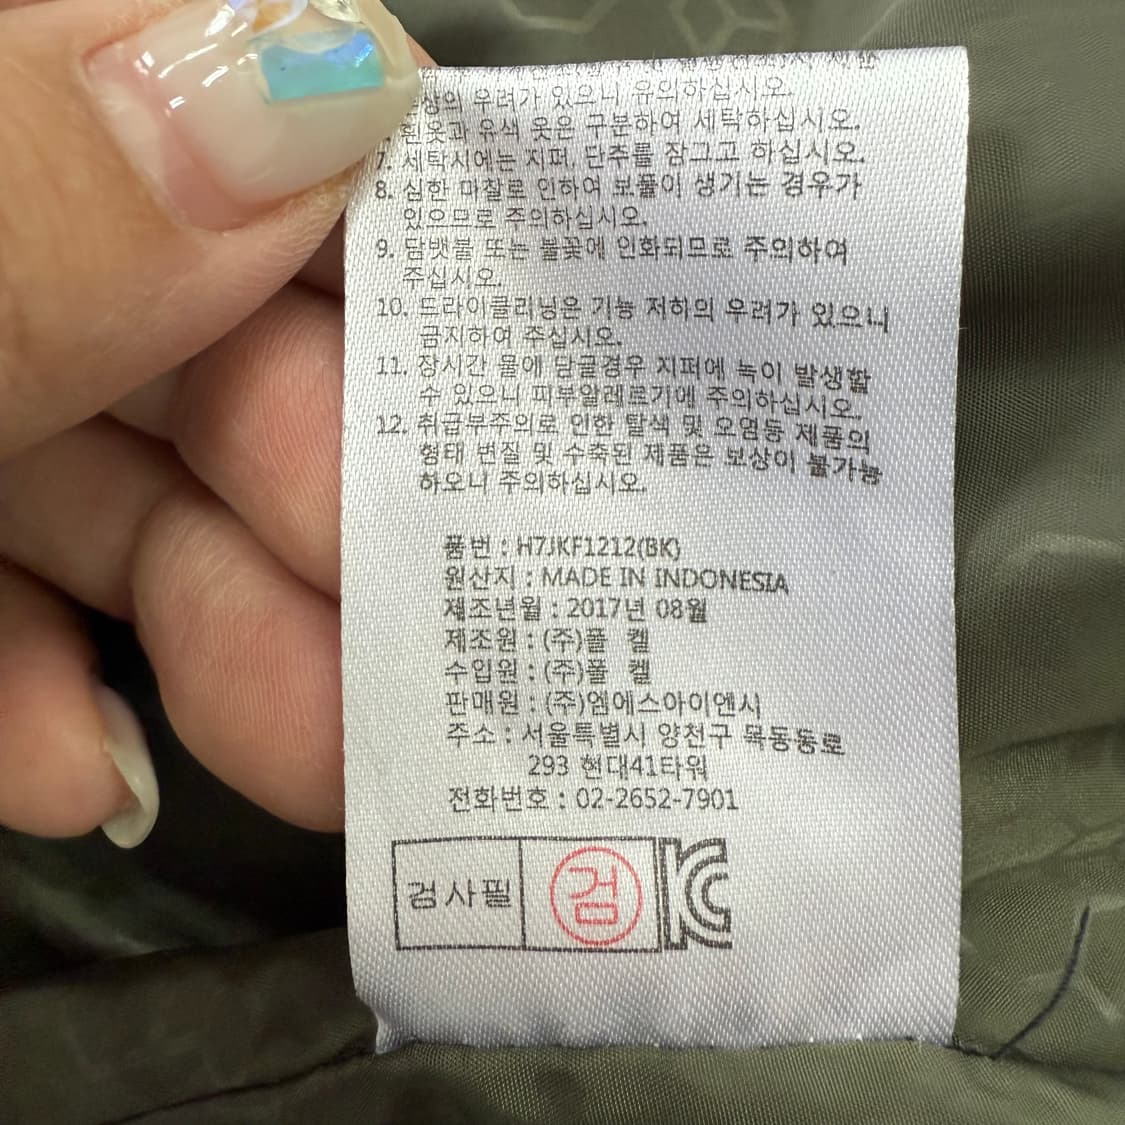 상의 우려가 있으니 유의하십시오.
흰옷과 유색 옷은 구분하여 세탁하십시오.
7. 세탁시에는 지퍼, 단추를 잠그고 하십시오.
8. 심한 마찰로 인하여 보풀이 생기는 경우가
있으므로 주의하십시오.
9. 담뱃불 또는 불꽃에 인화되므로 주의하여
주십시오.
10. 드라이클리닝은 기능 저하의 우려가 있으니
금지하여 주십시오.
11. 장시간 물에 담글경우 지퍼에 녹이 발생할
수 있으니 피부알레르기에 주의하십시오.
12. 취급부주의로 인한 탈색 및 오염등 제품의
형태 변질 및 수축된 제품은 보상이 불가능
하오니 주의하십시오.
품번 : H7JKF1212(BK)
원산지 : MADE IN INDONESIA
제조년월 : 2017년 08월
제조원 : (주)폴 켈
수입원 : (주)폴 켈
판매원 : (주)엠에스아이엔시
주소 : 서울특별시 양천구 목동동로
293 현대41타워
전화번호 : 02-2652-7901
검사필 검 KC